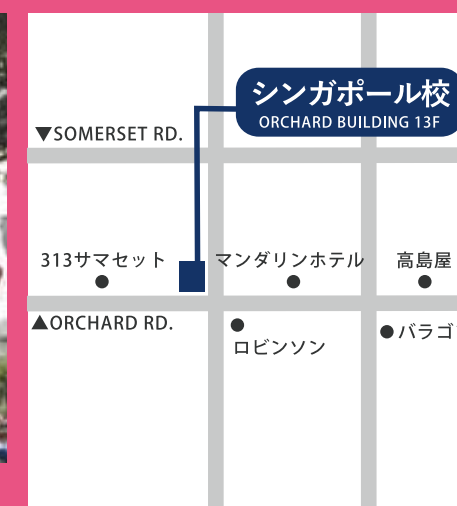 シンガポール校
ORCHARD BUILDING 13F
▼SOMERSET RD.
313サマセット
マンダリンホテル
高島屋
▲ORCHARD RD.
ロビンソン
バラゴ